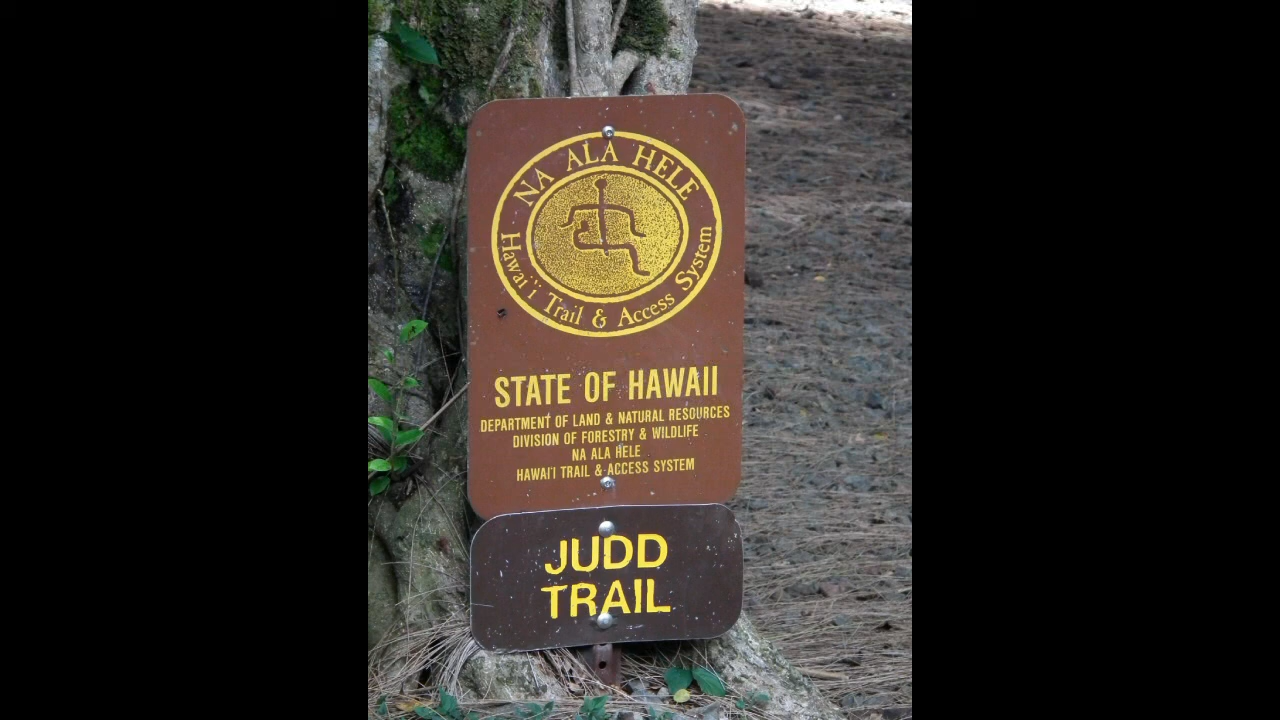 NA ALA HELE
Hawai'i Trail & Access System
STATE OF HAWAII
DEPARTMENT OF LAND & NATURAL RESOURCES
DIVISION OF FORESTRY & WILDLIFE
NA ALA HELE
HAWAI'I TRAIL & ACCESS SYSTEM
JUDD
TRAIL